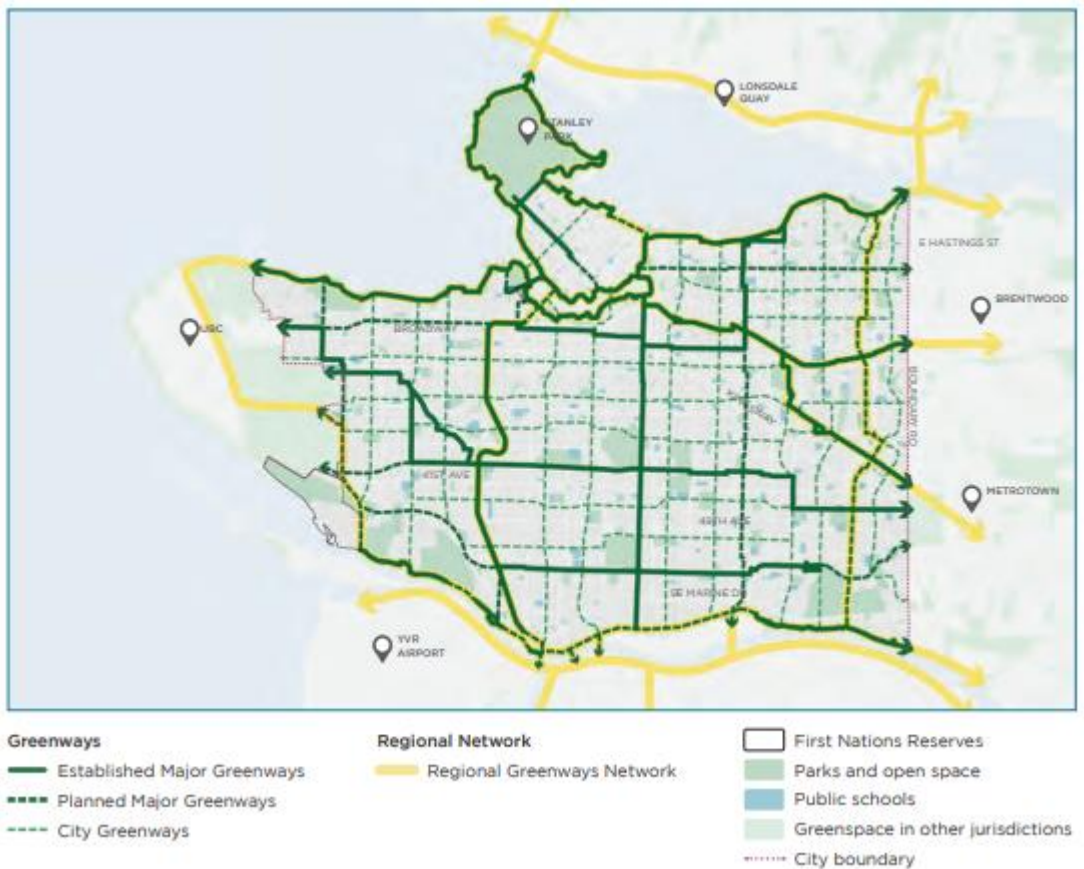 LONSDALE
QUAY
STANLEY
PARK
E HASTINGS ST
BRENTWOOD
UBC
BROADWAY
BOUNDARY RD
KINGSWAY
41ST AVE
METROTOWN
49TH AVE
SE MARINE DR
YVR
AIRPORT
Greenways
Established Major Greenways
Planned Major Greenways
City Greenways
Regional Network
Regional Greenways Network
First Nations Reserves
Parks and open space
Public schools
Greenspace in other jurisdictions
City boundary